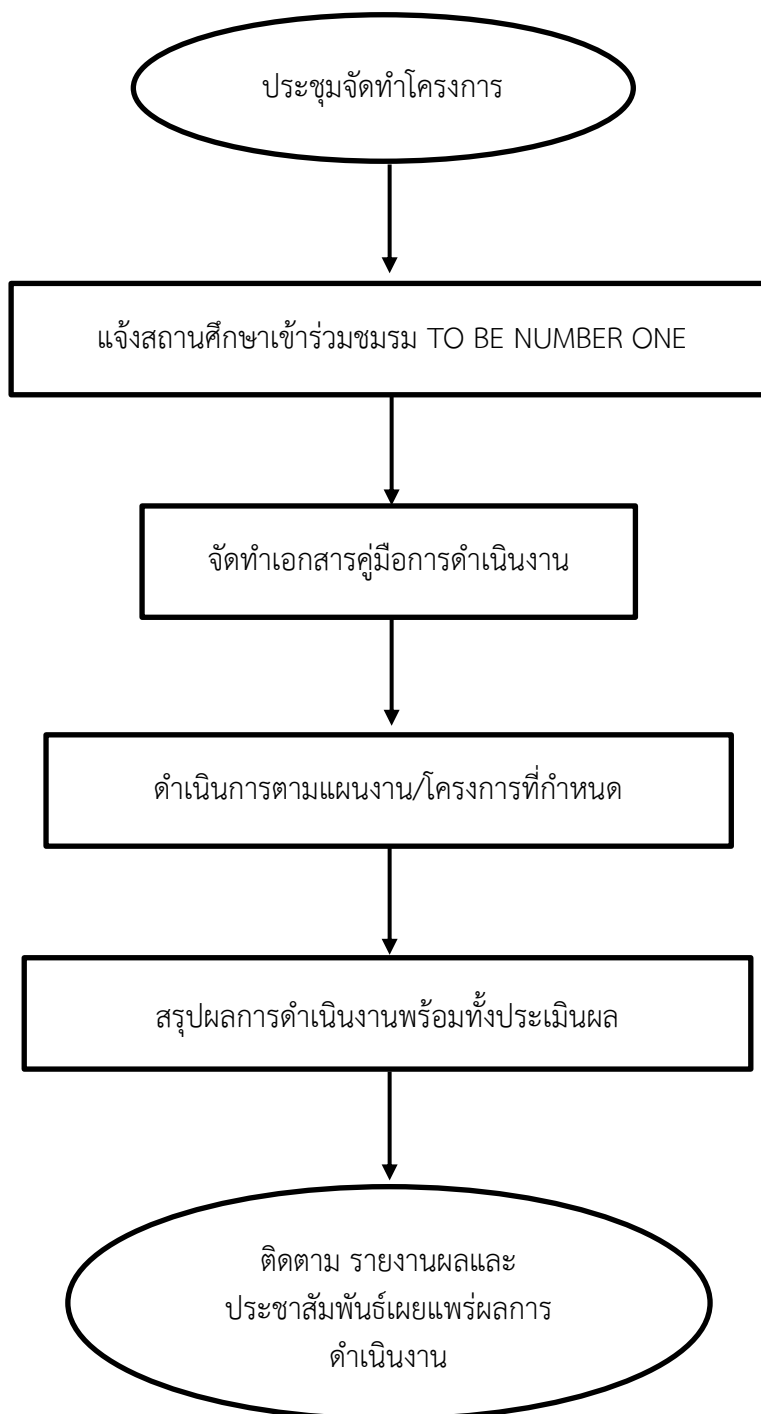 ประชุมจัดทำโครงการ
แจ้งสถานศึกษาเข้าร่วมชมรม TO BE NUMBER ONE
จัดทำเอกสารคู่มือการดำเนินงาน
ดำเนินการตามแผนงาน/โครงการที่กำหนด
สรุปผลการดำเนินงานพร้อมทั้งประเมินผล
ติดตาม รายงานผลและ
ประชาสัมพันธ์เผยแพร่ผลการ
ดำเนินงาน